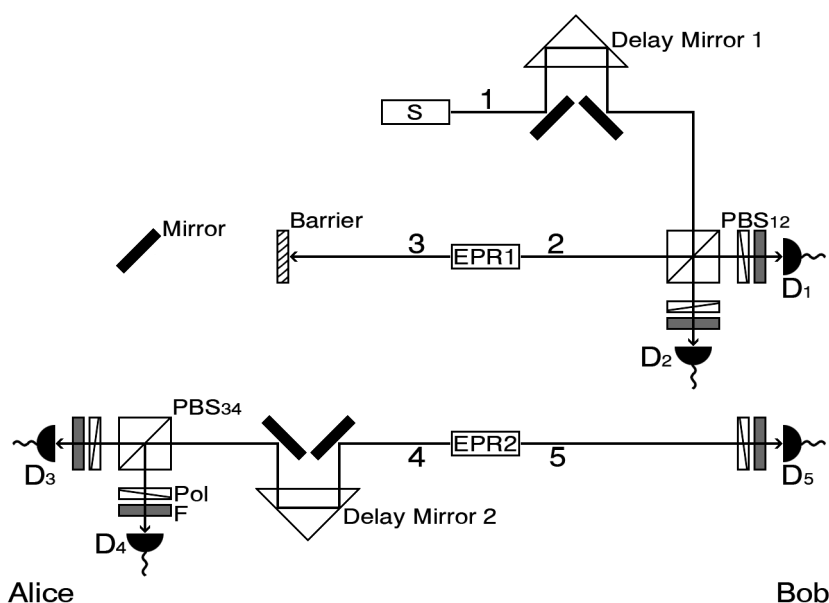 Delay Mirror 1
1
S
Mirror
Barrier
3
EPR1
2
PBS12
D1
D2
PBS34
4
EPR2
5
D3
Pol
F
Delay Mirror 2
D5
D4
Alice
Bob